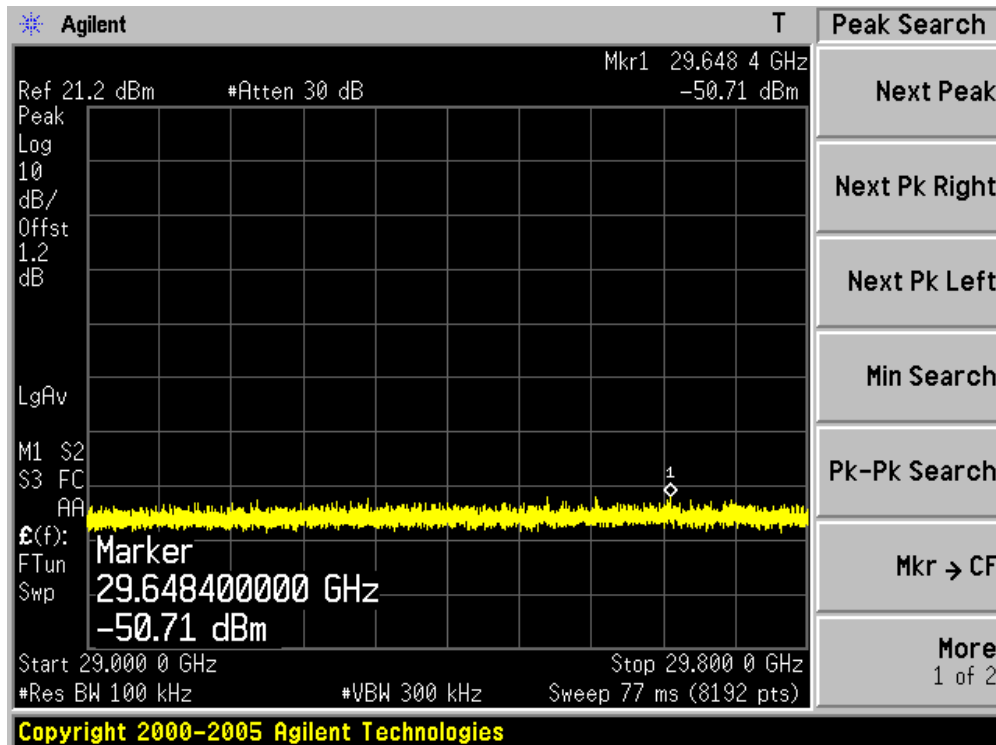 Agilent T Peak Search
Mkr1 29.648 4 GHz
Ref 21.2 dBm #Atten 30 dB -50.71 dBm
Peak
Log
10
dB/
Offst
1.2
dB
LgAv
M1 S2
S3 FC
AA
£(f):
FTun
Swp
1
Marker
29.648400000 GHz
-50.71 dBm
Start 29.000 0 GHz Stop 29.800 0 GHz
#Res BW 100 kHz #VBW 300 kHz Sweep 77 ms (8192 pts)
Copyright 2000-2005 Agilent Technologies
Next Peak
Next Pk Right
Next Pk Left
Min Search
Pk-Pk Search
Mkr → CF
More
1 of 2